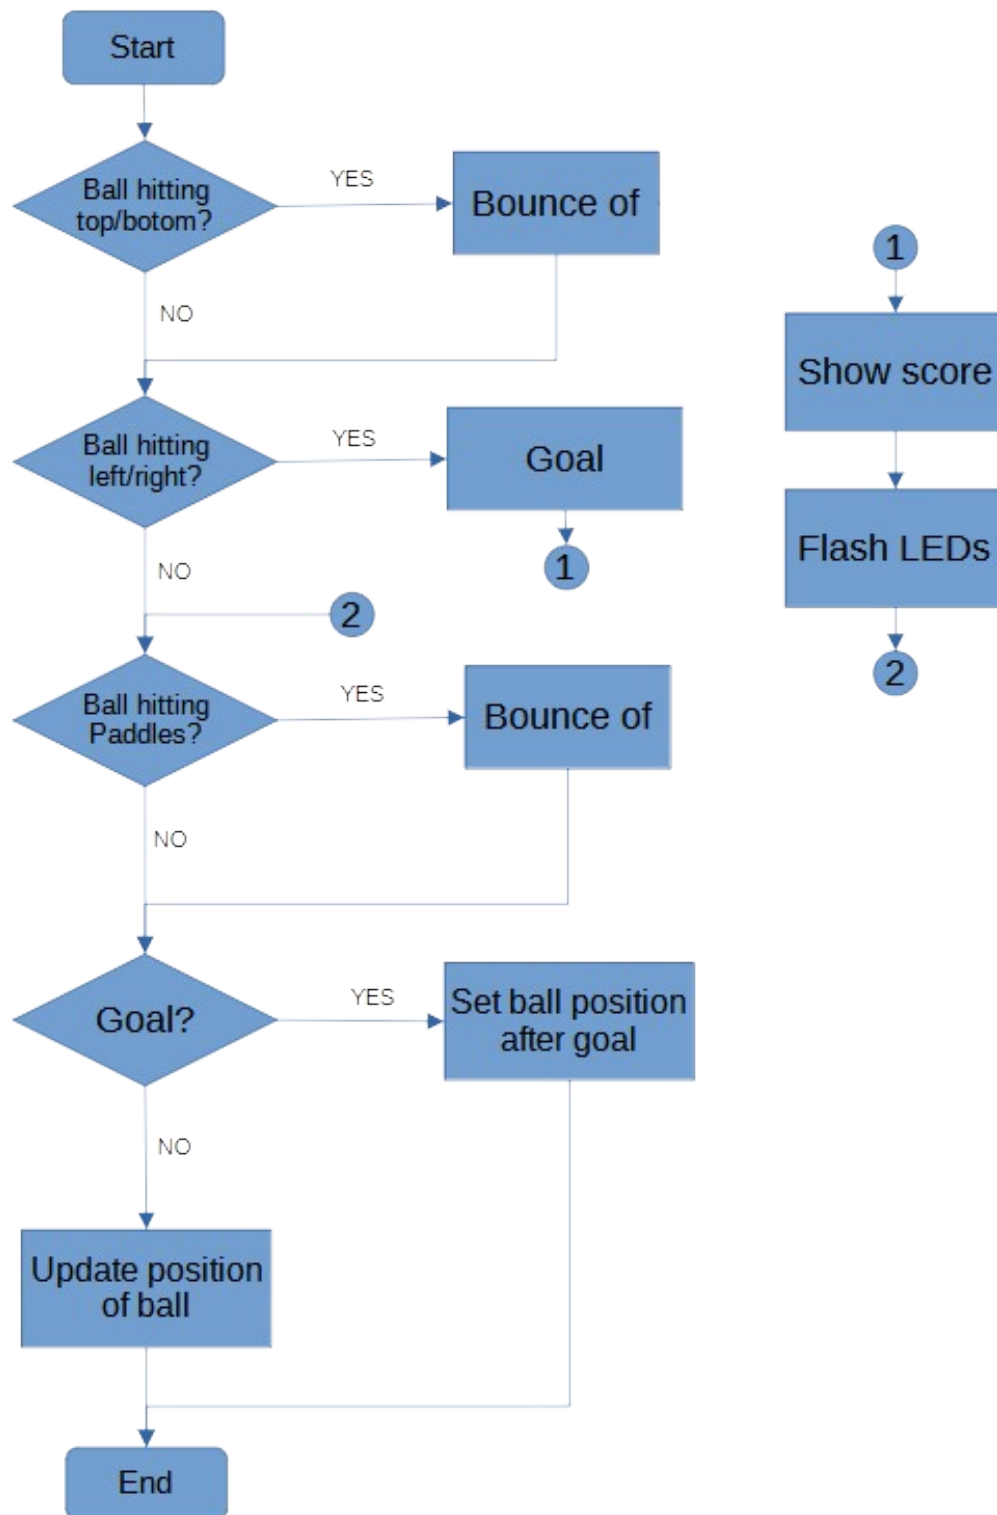 Start
Ball hitting
top/botom?
YES
Bounce of
NO
1
Show score
Ball hitting
left/right?
YES
Goal
1
NO
Flash LEDs
2
2
Ball hitting
Paddles?
YES
Bounce of
NO
Goal?
YES
Set ball position
after goal
NO
Update position
of ball
End